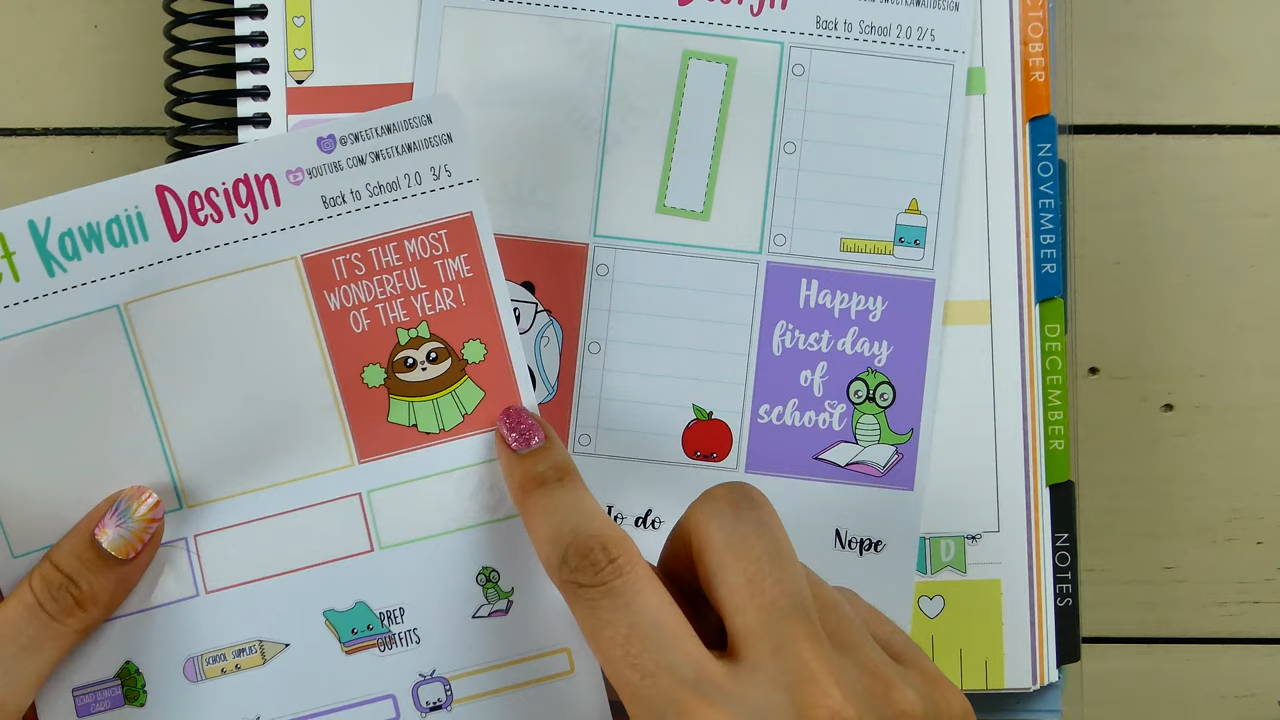 Design
Back to School 2.0 2/5
@SWEETKAWAIIDESIGN
YOUTUBE.COM/SWEETKAWAIIDESIGN
Kawaii Design
Back to School 2.0 3/5
IT'S THE MOST
WONDERFUL TIME
OF THE YEAR!
Happy
first day
of
school
To do
Nope
PREP
OUTFITS
SCHOOL SUPPLIES
LOAD LUNCH
CARD
NOVEMBER
DECEMBER
NOTES
D